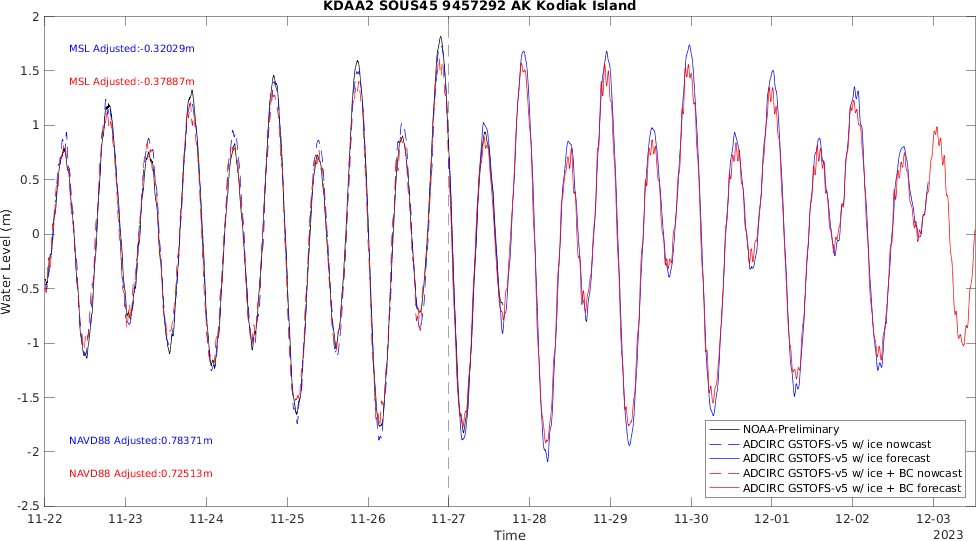 KDAA2 SOUS45 9457292 AK Kodiak Island
2
1.5
1
0.5
0
-0.5
-1
-1.5
-2
-2.5
Water Level (m)
MSL Adjusted:-0.32029m
MSL Adjusted:-0.37887m
NAVD88 Adjusted:0.78371m
NAVD88 Adjusted:0.72513m
NOAA-Preliminary
ADCIRC GSTOFS-v5 w/ ice nowcast
ADCIRC GSTOFS-v5 w/ ice forecast
ADCIRC GSTOFS-v5 w/ ice + BC nowcast
ADCIRC GSTOFS-v5 w/ ice + BC forecast
11-22 11-23 11-24 11-25 11-26 11-27 11-28 11-29 11-30 12-01 12-02 12-03
Time 2023